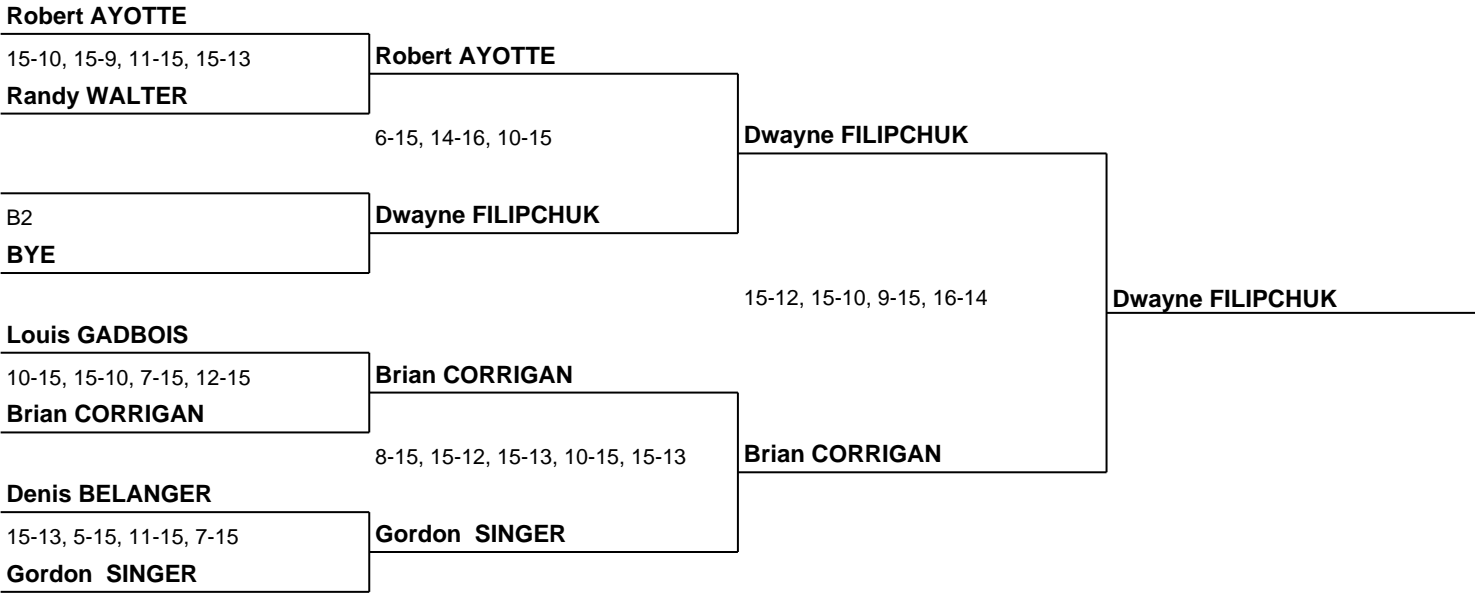 Robert AYOTTE
15-10, 15-9, 11-15, 15-13
Randy WALTER
B2
BYE
Louis GADBOIS
10-15, 15-10, 7-15, 12-15
Brian CORRIGAN
Denis BELANGER
15-13, 5-15, 11-15, 7-15
Gordon  SINGER
Robert AYOTTE
6-15, 14-16, 10-15
Dwayne FILIPCHUK
Brian CORRIGAN
8-15, 15-12, 15-13, 10-15, 15-13
Gordon  SINGER
Dwayne FILIPCHUK
15-12, 15-10, 9-15, 16-14
Brian CORRIGAN
Dwayne FILIPCHUK